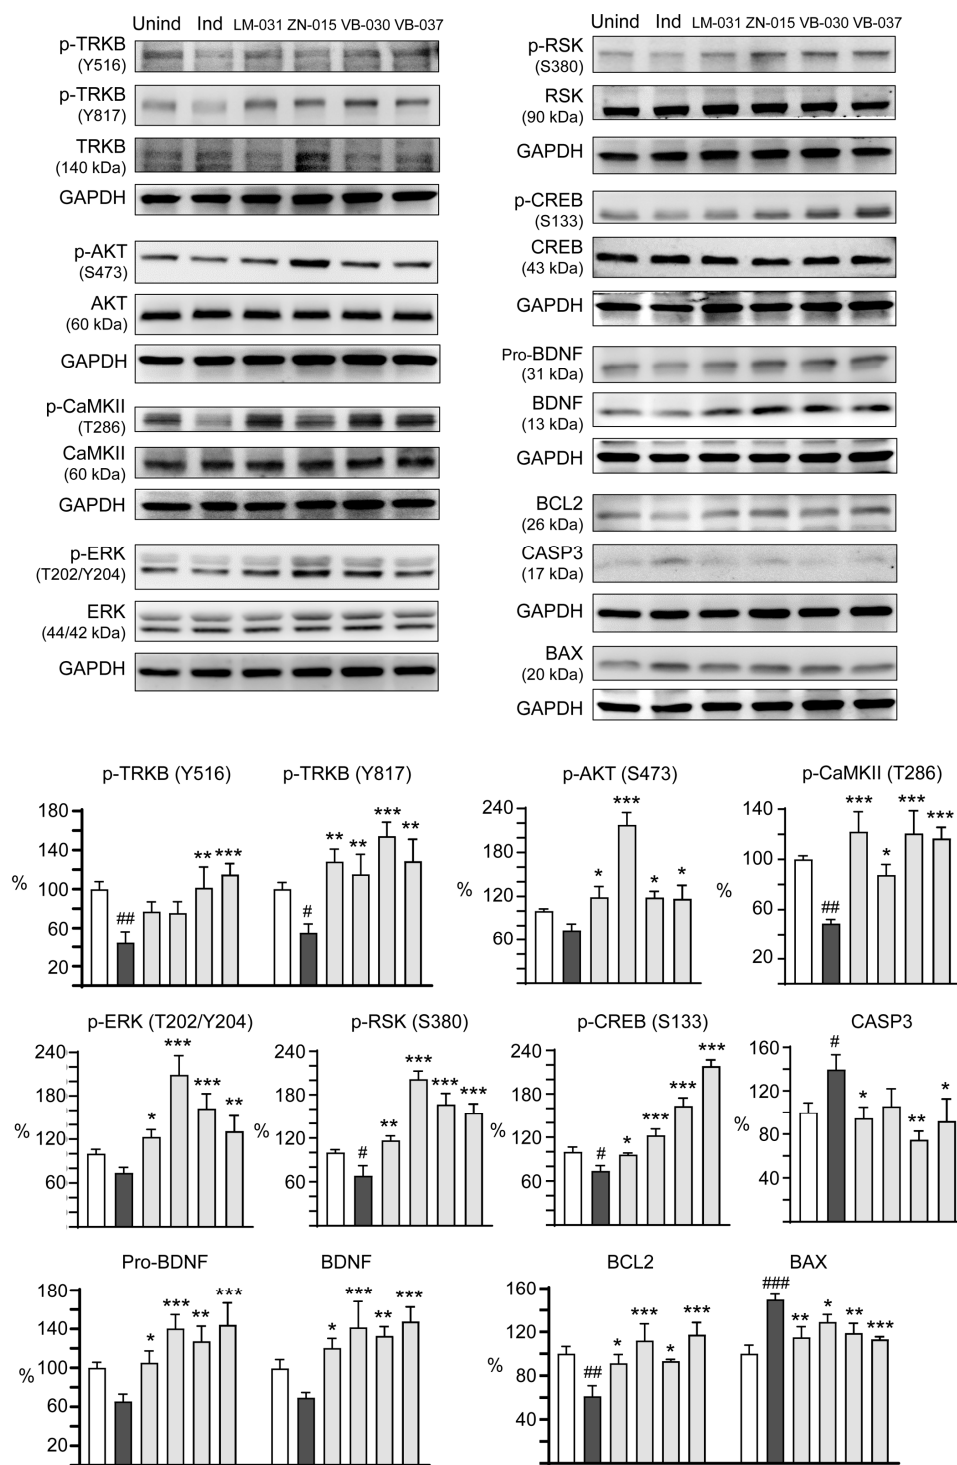 Unind Ind LM-031 ZN-015 VB-030 VB-037
p-TRKB
(Y516)
p-TRKB
(Y817)
TRKB
(140 kDa)
GAPDH
p-AKT
(S473)
AKT
(60 kDa)
GAPDH
p-CaMKII
(T286)
CaMKII
(60 kDa)
GAPDH
p-ERK
(T202/Y204)
ERK
(44/42 kDa)
GAPDH
Unind Ind LM-031 ZN-015 VB-030 VB-037
p-RSK
(S380)
RSK
(90 kDa)
GAPDH
p-CREB
(S133)
CREB
(43 kDa)
GAPDH
Pro-BDNF
(31 kDa)
BDNF
(13 kDa)
GAPDH
BCL2
(26 kDa)
CASP3
(17 kDa)
GAPDH
BAX
(20 kDa)
GAPDH
p-TRKB (Y516)
%
180
140
100
60
20
##
**
***
p-TRKB (Y817)
#
**
**
***
**
p-AKT (S473)
%
240
180
120
60
*
***
*
*
p-CaMKII (T286)
%
140
100
60
20
##
***
*
***
***
p-ERK (T202/Y204)
%
240
180
120
60
*
***
***
**
p-RSK (S380)
%
240
180
120
60
#
**
***
***
***
p-CREB (S133)
%
240
180
120
60
#
*
***
***
***
CASP3
%
160
120
80
40
#
*
**
*
Pro-BDNF
%
180
140
100
60
20
*
***
**
***
BDNF
*
***
**
***
BCL2
%
160
120
80
40
##
*
***
*
***
BAX
###
**
*
**
***